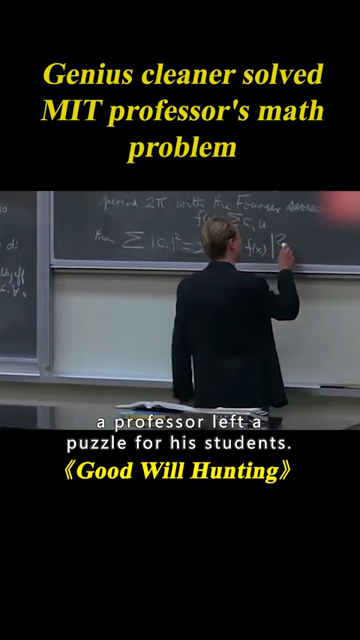 Genius cleaner solved
MIT professor's math
problem
period 2π with the Fourier series
then Σ |C
f(x) |²
a professor left a
puzzle for his students.
《Good Will Hunting》